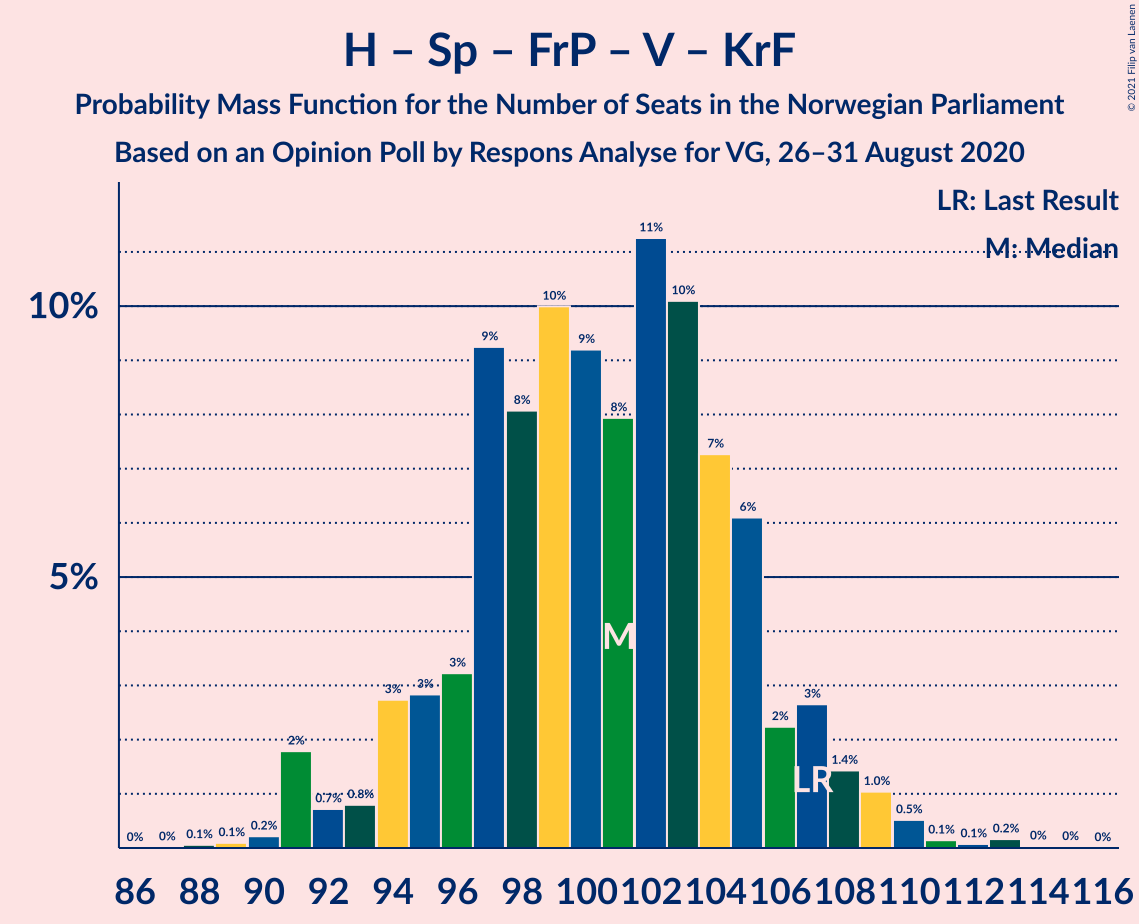 H – Sp – FrP – V – KrF
Probability Mass Function for the Number of Seats in the Norwegian Parliament
Based on an Opinion Poll by Respons Analyse for VG, 26–31 August 2020
© 2021 Filip van Laenen
LR: Last Result
M: Median
10%
5%
0% 0% 0.1% 0.1% 0.2% 2% 0.7% 0.8% 3% 3% 3% 9% 8% 10% 9% 8% 11% 10% 7% 6% 2% 3% 1.4% 1.0% 0.5% 0.1% 0.1% 0.2% 0% 0% 0%
M
LR
86 88 90 92 94 96 98 100 102 104 106 108 110 112 114 116